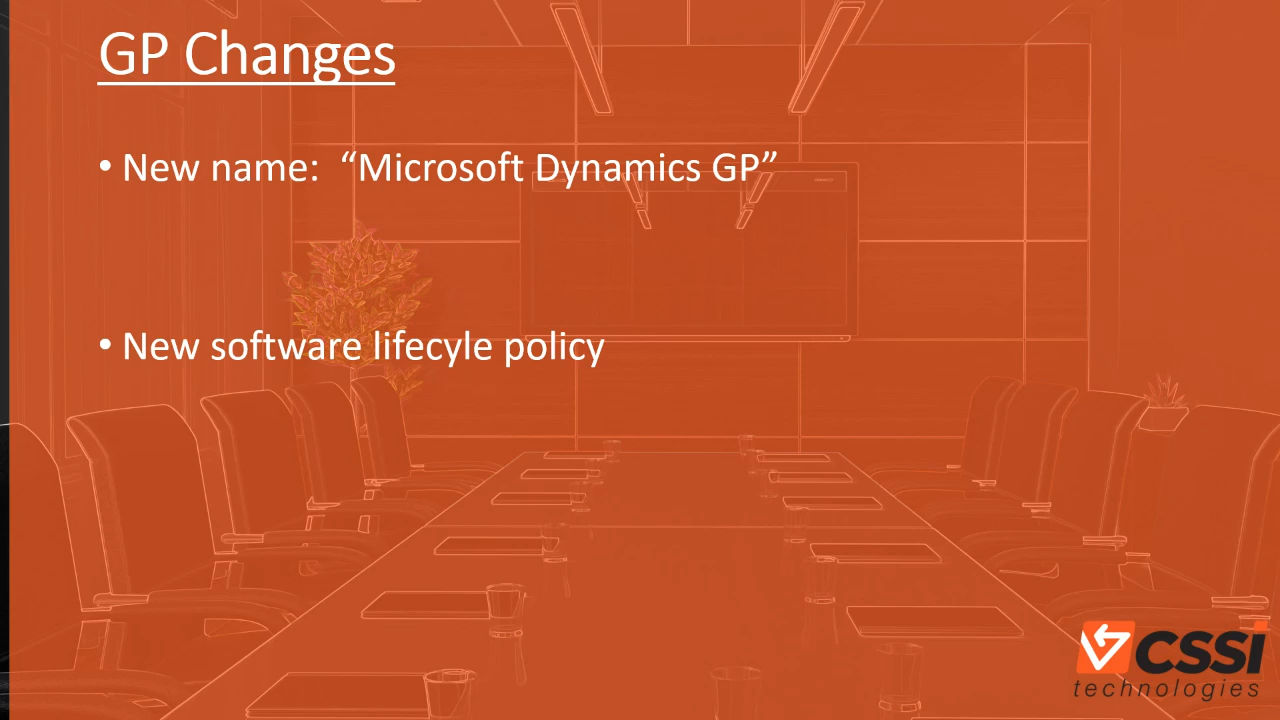 GP Changes
• New name: “Microsoft Dynamics GP”
• New software lifecyle policy
CSSI
technologies